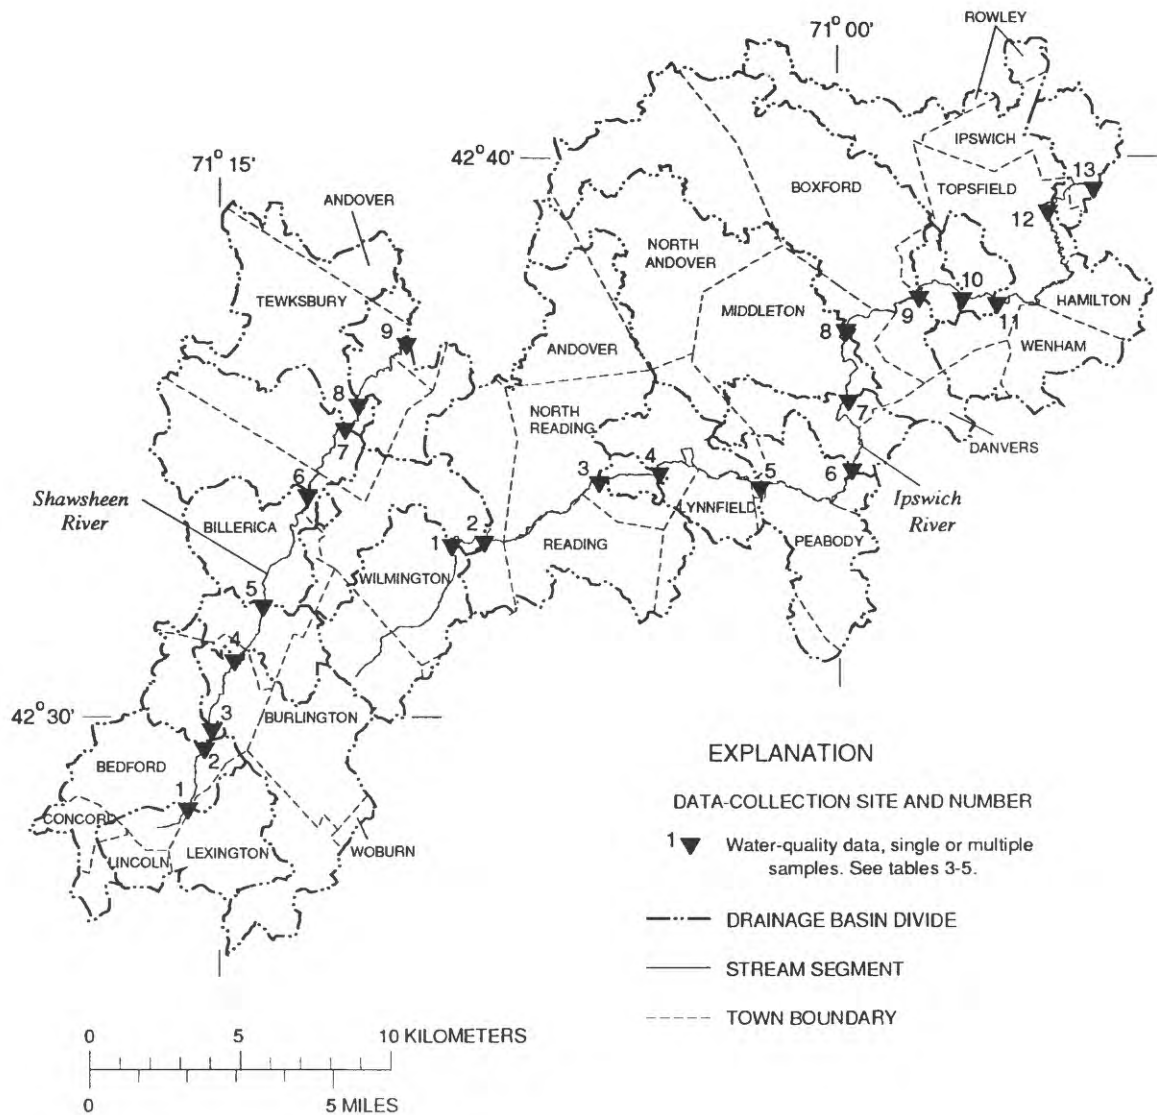 ROWLEY
71° 00'
IPSWICH
42° 40'
71° 15'
BOXFORD
TOPSFIELD
13
ANDOVER
12
NORTH
ANDOVER
10
TEWKSBURY
MIDDLETON
9
HAMILTON
11
9
8
WENHAM
ANDOVER
8
NORTH
READING
7
7
DANVERS
4
3
5
6
6
Shawsheen
River
LYNNFIELD
Ipswich
River
BILLERICA
2
1
READING
PEABODY
WILMINGTON
5
4
42° 30'
3
BURLINGTON
2
BEDFORD
1
CONCORD
LINCOLN
LEXINGTON
WOBURN
EXPLANATION
DATA-COLLECTION SITE AND NUMBER
1 Water-quality data, single or multiple
samples. See tables 3-5.
DRAINAGE BASIN DIVIDE
STREAM SEGMENT
TOWN BOUNDARY
0 5 10 KILOMETERS
0 5 MILES